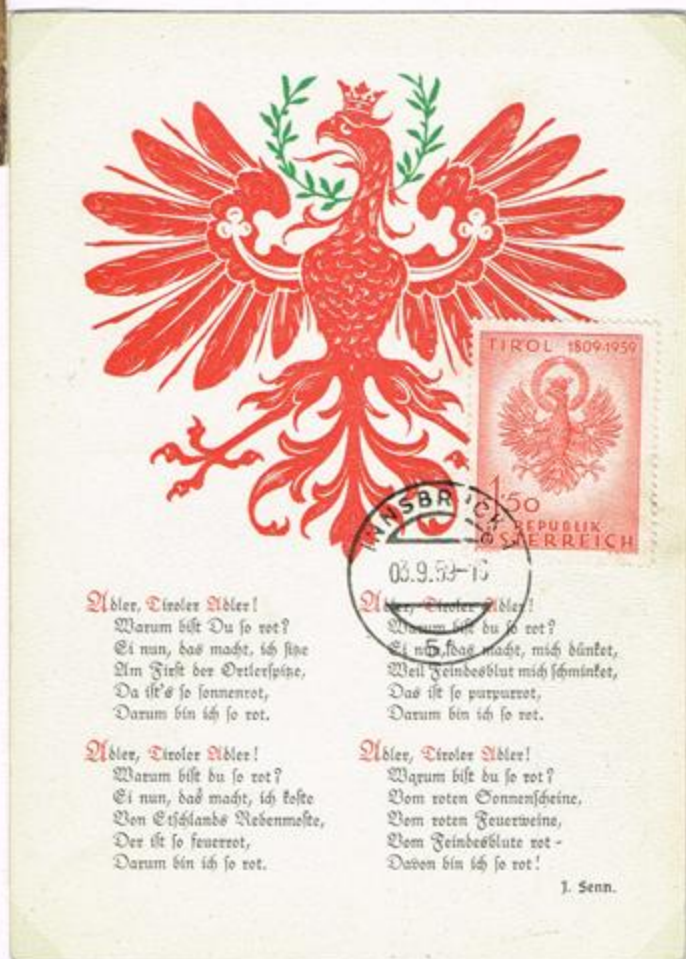 TIROL 1809-1959
1'50
REPUBLIK
ÖSTERREICH
INNSBRUCK 1
03.9.59-16
Adler, Tiroler Adler!
Warum bist Du so rot?
Ei nun, das macht, ich sitze
Am First der Ortlerspitze,
Da ist's so sonnenrot,
Darum bin ich so rot.
Adler, Tiroler Adler!
Warum bist du so rot?
Ei nun, das macht, ich koste
Von Etschlands Rebenmoste,
Der ist so feuerrot,
Darum bin ich so rot.
Adler, Tiroler Adler!
Warum bist du so rot?
Ei nun, das macht, mich dünket,
Weil Feindesblut mich schminket,
Das ist so purpurrot,
Darum bin ich so rot.
Adler, Tiroler Adler!
Warum bist du so rot?
Vom roten Sonnenscheine,
Vom roten Feuerweine,
Vom Feindesblute rot -
Davon bin ich so rot!
J. Senn.